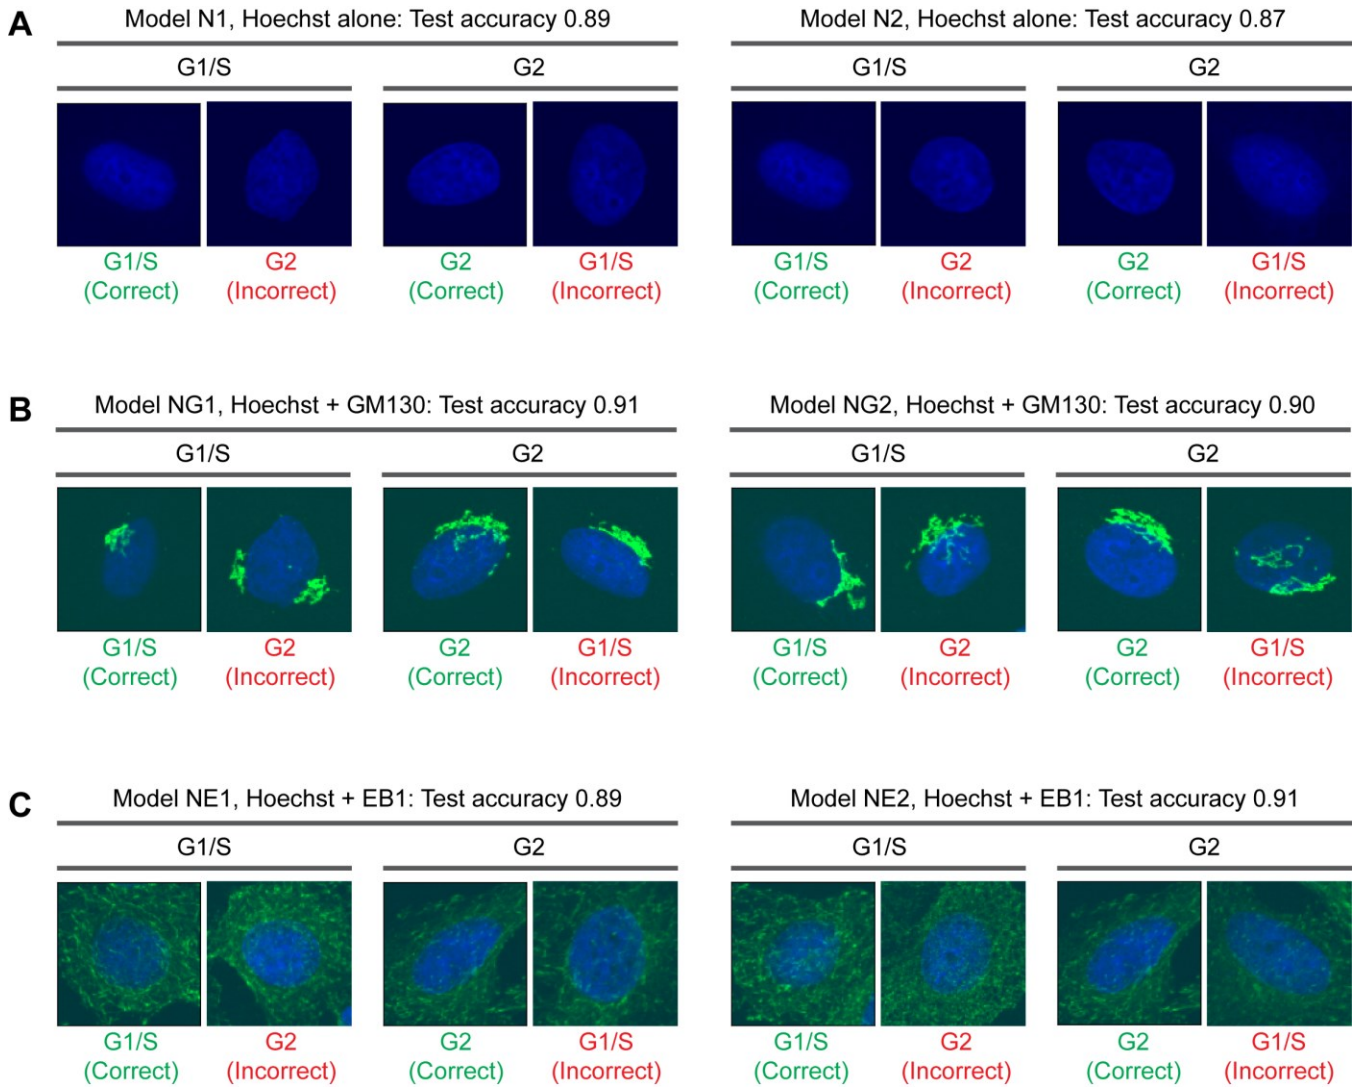 A
Model N1, Hoechst alone: Test accuracy 0.89
G1/S
G2
G1/S
(Correct)
G2
(Incorrect)
G2
(Correct)
G1/S
(Incorrect)
Model N2, Hoechst alone: Test accuracy 0.87
G1/S
G2
G1/S
(Correct)
G2
(Incorrect)
G2
(Correct)
G1/S
(Incorrect)
B
Model NG1, Hoechst + GM130: Test accuracy 0.91
G1/S
G2
G1/S
(Correct)
G2
(Incorrect)
G2
(Correct)
G1/S
(Incorrect)
Model NG2, Hoechst + GM130: Test accuracy 0.90
G1/S
G2
G1/S
(Correct)
G2
(Incorrect)
G2
(Correct)
G1/S
(Incorrect)
C
Model NE1, Hoechst + EB1: Test accuracy 0.89
G1/S
G2
G1/S
(Correct)
G2
(Incorrect)
G2
(Correct)
G1/S
(Incorrect)
Model NE2, Hoechst + EB1: Test accuracy 0.91
G1/S
G2
G1/S
(Correct)
G2
(Incorrect)
G2
(Correct)
G1/S
(Incorrect)